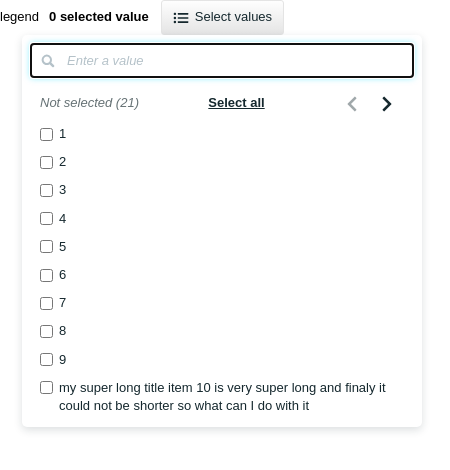 legend 0 selected value Select values
Enter a value
Not selected (21) Select all
1
2
3
4
5
6
7
8
9
my super long title item 10 is very super long and finaly it
could not be shorter so what can I do with it